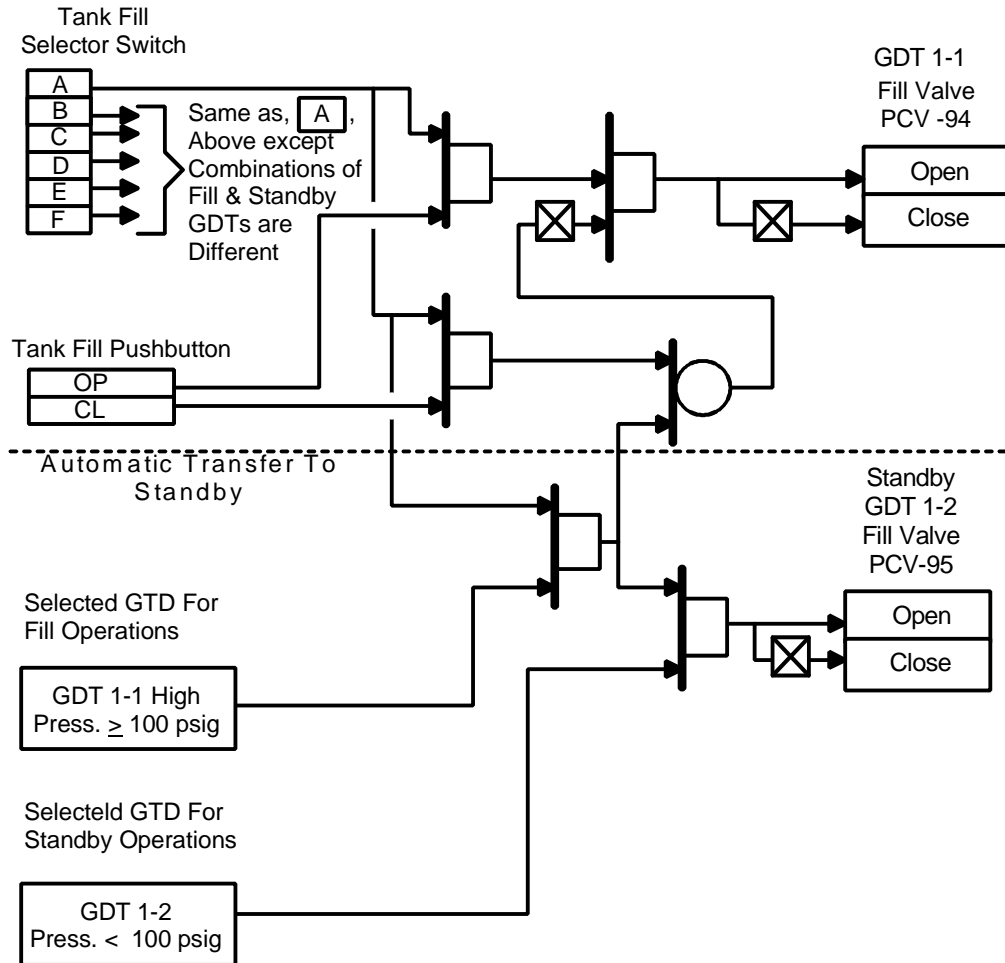 Tank Fill
Selector Switch
A
B
C
D
E
F
Same as, A ,
Above except
Combinations of
Fill & Standby
GDTs are
Different
GDT 1-1
Fill Valve
PCV -94
Open
Close
Tank Fill Pushbutton
OP
CL
Automatic Transfer To
Standby
Standby
GDT 1-2
Fill Valve
PCV-95
Open
Close
Selected GTD For
Fill Operations
GDT 1-1 High
Press. ≥ 100 psig
Selecteld GTD For
Standby Operations
GDT 1-2
Press. < 100 psig